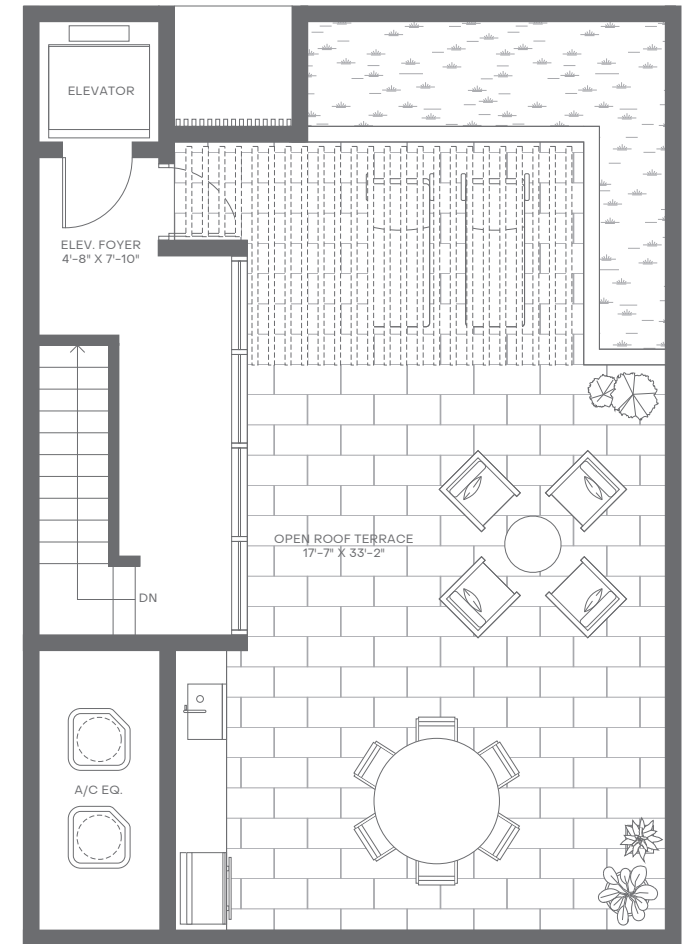 ELEVATOR
ELEV. FOYER
4'-8" X 7'-10"
OPEN ROOF TERRACE
17'-7" X 33'-2"
DN
A/C EQ.